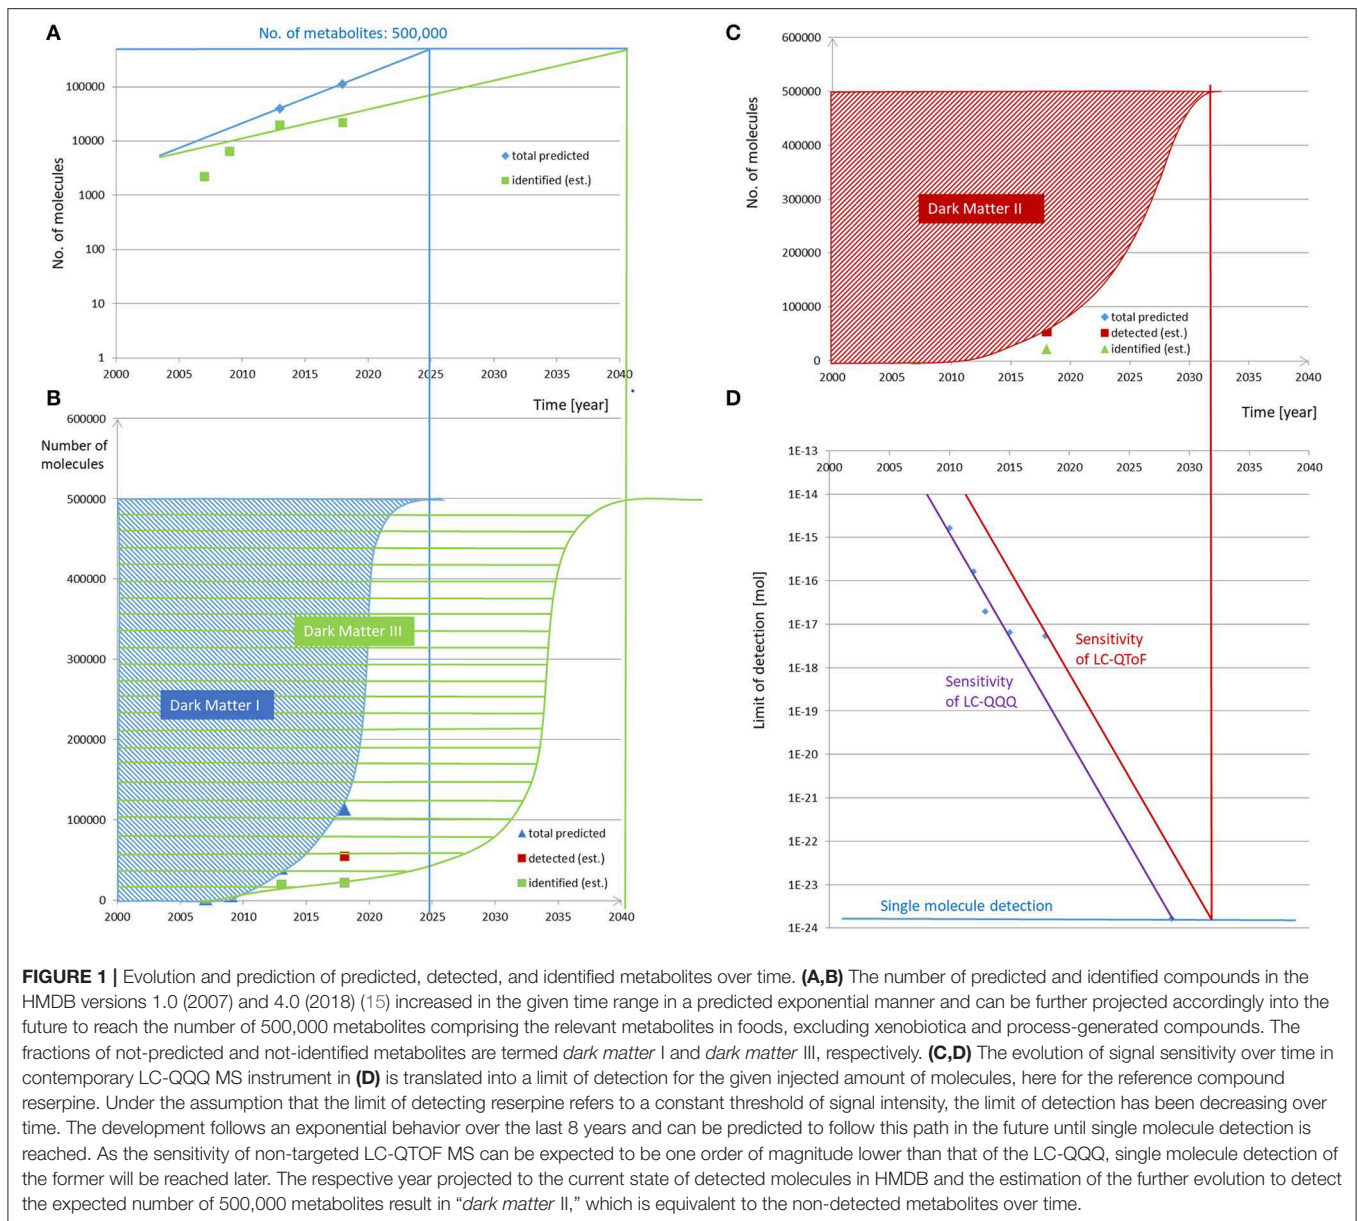 A
No. of metabolites: 500,000
No. of molecules
100000
10000
1000
100
10
1
total predicted
identified (est.)
2000 2005 2010 2015 2020 2025 2030 2035 2040
Time [year]
B
Number of
molecules
600000
500000
400000
300000
200000
100000
0
Dark Matter III
Dark Matter I
total predicted
detected (est.)
identified (est.)
2000 2005 2010 2015 2020 2025 2030 2035 2040
C
No. of molecules
600000
500000
400000
300000
200000
100000
0
Dark Matter II
total predicted
detected (est.)
identified (est.)
2000 2005 2010 2015 2020 2025 2030 2035 2040
Time [year]
D
Limit of detection [mol]
1E-13
2000 2005 2010 2015 2020 2025 2030 2035 2040
1E-14
1E-15
1E-16
1E-17
1E-18
1E-19
1E-20
1E-21
1E-22
1E-23
1E-24
Sensitivity
of LC-QToF
Sensitivity
of LC-QQQ
Single molecule detection
FIGURE 1 | Evolution and prediction of predicted, detected, and identified metabolites over time. (A,B) The number of predicted and identified compounds in the
HMDB versions 1.0 (2007) and 4.0 (2018) (15) increased in the given time range in a predicted exponential manner and can be further projected accordingly into the
future to reach the number of 500,000 metabolites comprising the relevant metabolites in foods, excluding xenobiotica and process-generated compounds. The
fractions of not-predicted and not-identified metabolites are termed dark matter I and dark matter III, respectively. (C,D) The evolution of signal sensitivity over time in
contemporary LC-QQQ MS instrument in (D) is translated into a limit of detection for the given injected amount of molecules, here for the reference compound
reserpine. Under the assumption that the limit of detecting reserpine refers to a constant threshold of signal intensity, the limit of detection has been decreasing over
time. The development follows an exponential behavior over the last 8 years and can be predicted to follow this path in the future until single molecule detection is
reached. As the sensitivity of non-targeted LC-QTOF MS can be expected to be one order of magnitude lower than that of the LC-QQQ, single molecule detection of
the former will be reached later. The respective year projected to the current state of detected molecules in HMDB and the estimation of the further evolution to detect
the expected number of 500,000 metabolites result in “dark matter II,” which is equivalent to the non-detected metabolites over time.